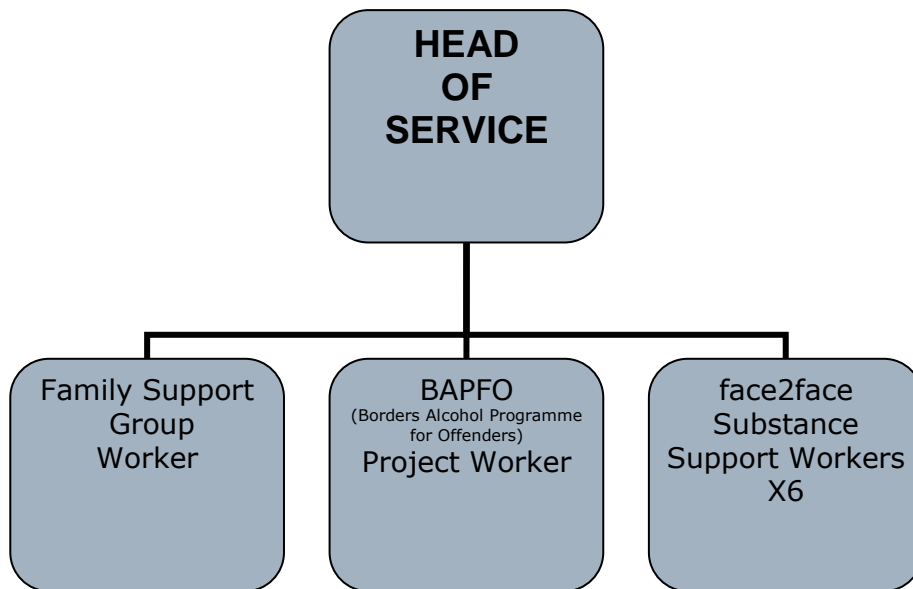 HEAD
OF
SERVICE
Family Support
Group
Worker
BAPFO
(Borders Alcohol Programme
for Offenders)
Project Worker
face2face
Substance
Support Workers
X6